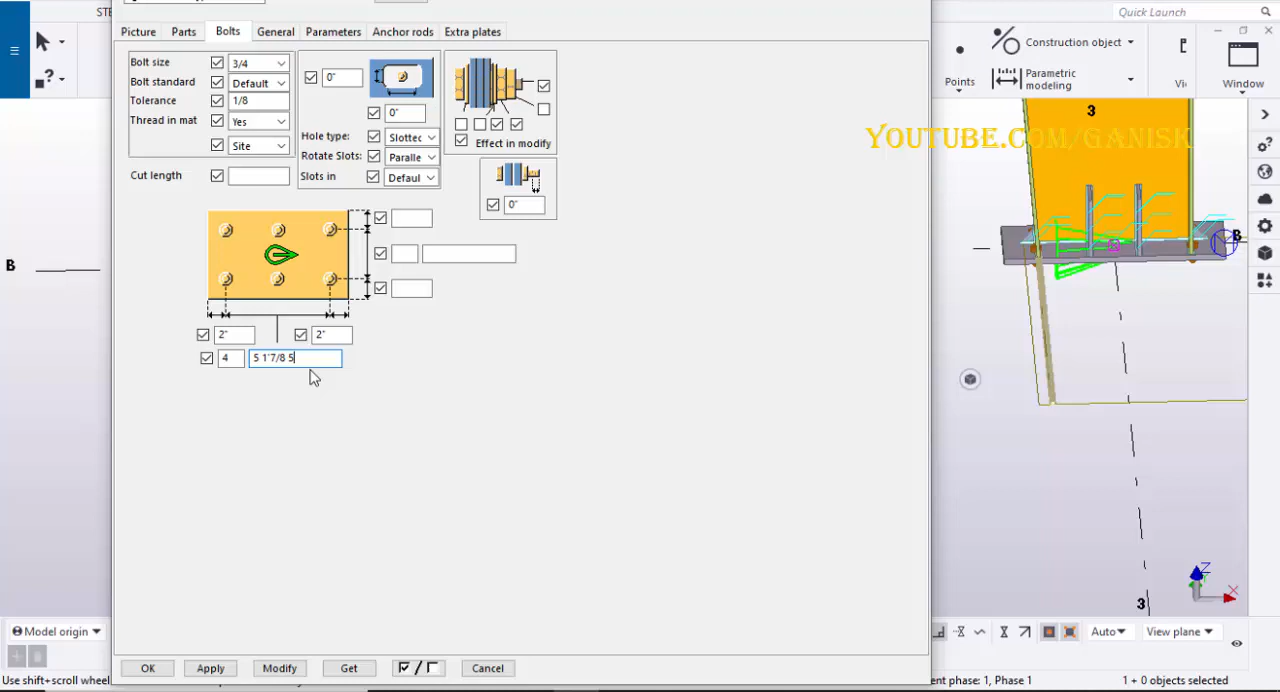 STE
Quick Launch
Picture
Parts
Bolts
General
Parameters
Anchor rods
Extra plates
Bolt size
3/4
Bolt standard
Default
Tolerance
1/8
Thread in mat
Yes
Site
Cut length
0"
0"
Hole type:
Slottec
Rotate Slots:
Paralle
Slots in
Defaul
Effect in modify
0"
2"
2"
4
5 1'7/8 5
OK
Apply
Modify
Get
/
Cancel
Points
Construction object
Parametric
modeling
Vi
Window
YOUTUBE.COM/GANISK
3
B
B
3
Z
Y
X
Model origin
Auto
View plane
Use shift+scroll wheel
ent phase: 1, Phase 1
1 + 0 objects selected